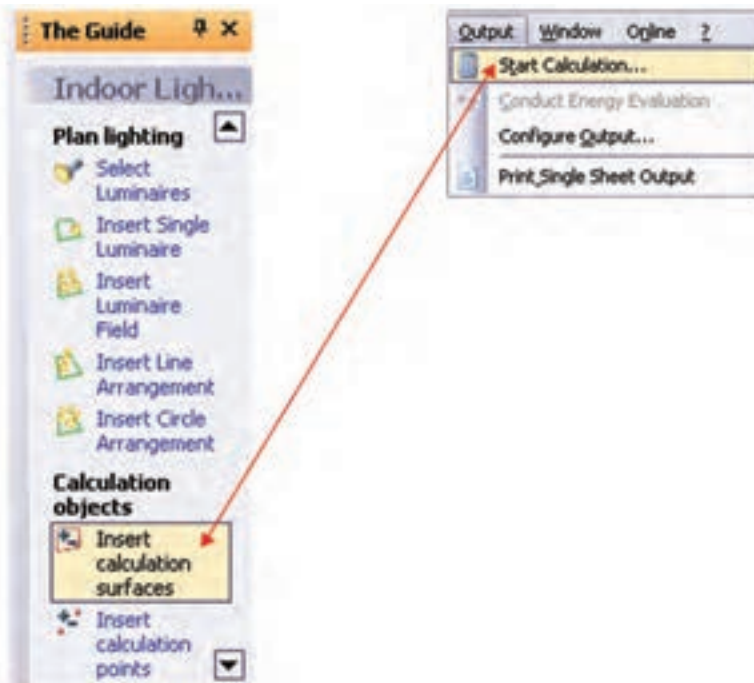 The Guide
Indoor Ligh...
Plan lighting
Select
Luminaires
Insert Single
Luminaire
Insert
Luminaire
Field
Insert Line
Arrangement
Insert Circle
Arrangement
Calculation
objects
Insert
calculation
surfaces
Insert
calculation
points
Output Window Online ?
Start Calculation...
Conduct Energy Evaluation
Configure Output...
Print Single Sheet Output